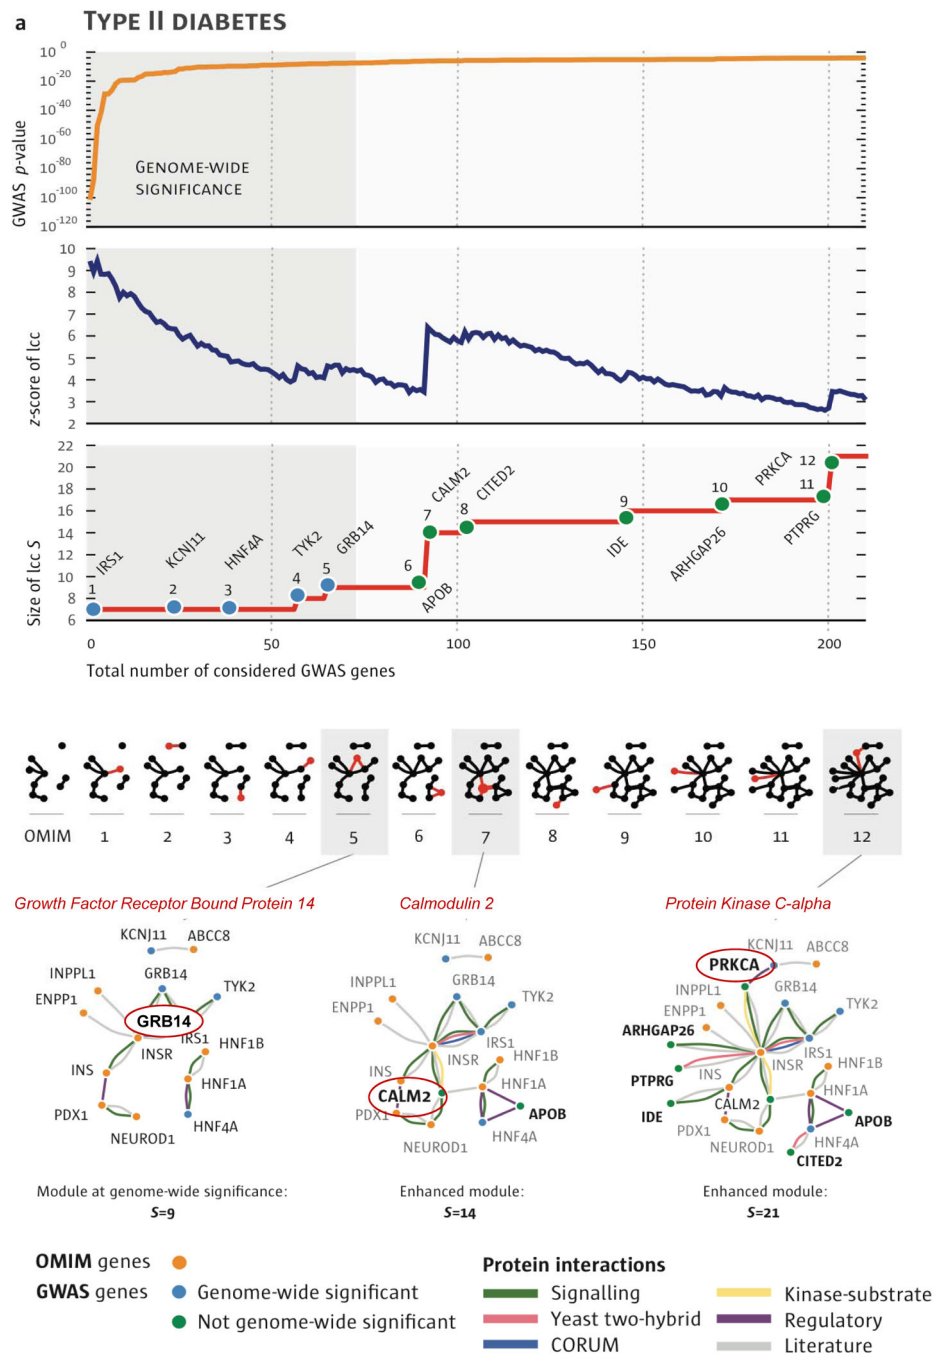 a TYPE II DIABETES
10^0
10^-20
10^-40
10^-60
10^-80
10^-100
10^-120
GWAS p-value
GENOME-WIDE
SIGNIFICANCE
10
9
8
7
6
5
4
3
2
z-score of lcc
22
20
18
16
14
12
10
8
6
Size of lcc S
1 IRS1
2 KCNJ11
3 HNF4A
4 TYK2
5 GRB14
6 APOB
7 CALM2
8 CITED2
9 IDE
10 ARHGAP26
11 PTPRG
12 PRKCA
0 50 100 150 200
Total number of considered GWAS genes
OMIM 1 2 3 4 5 6 7 8 9 10 11 12
Growth Factor Receptor Bound Protein 14
KCNJ11 ABCC8
INPPL1 GRB14
ENPP1 TYK2
GRB14
IRS1
INSR HNF1B
INS
HNF1A
PDX1
NEUROD1 HNF4A
Module at genome-wide significance:
S=9
Calmodulin 2
KCNJ11 ABCC8
INPPL1 GRB14
ENPP1 TYK2
IRS1
INSR HNF1B
INS
CALM2 HNF1A
PDX1 APOB
NEUROD1 HNF4A
Enhanced module:
S=14
Protein Kinase C-alpha
KCNJ11 ABCC8
PRKCA
INPPL1 GRB14
ENPP1 TYK2
ARHGAP26
IRS1
INSR HNF1B
PTPRG INS
CALM2 HNF1A
IDE
PDX1 APOB
NEUROD1 HNF4A
CITED2
Enhanced module:
S=21
OMIM genes
GWAS genes
Genome-wide significant
Not genome-wide significant
Protein interactions
Signalling
Yeast two-hybrid
CORUM
Kinase-substrate
Regulatory
Literature